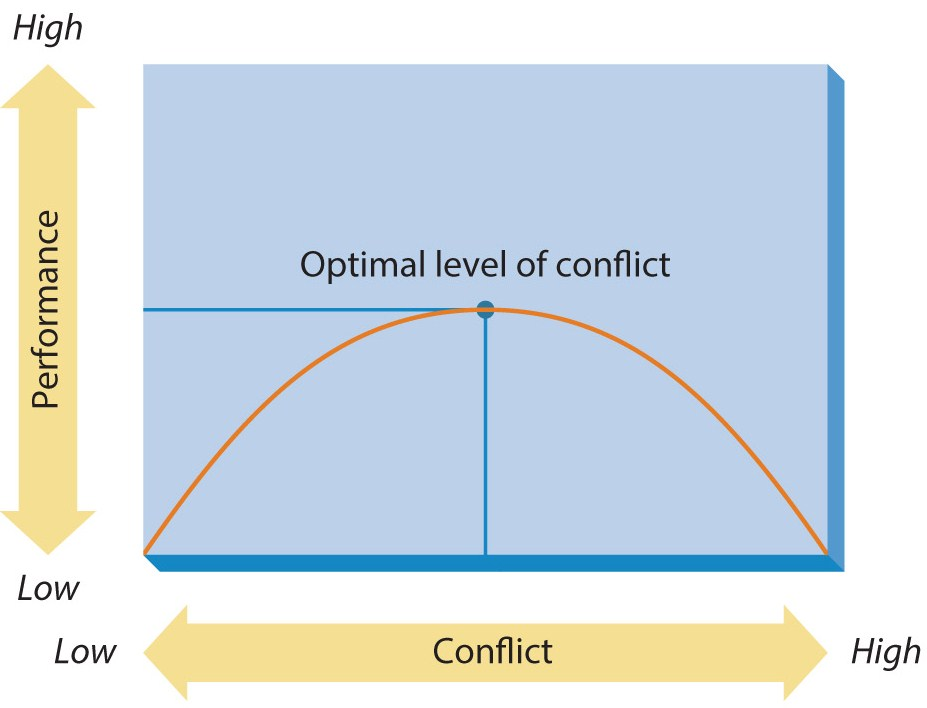 High
Performance
Optimal level of conflict
Low
Low
Conflict
High